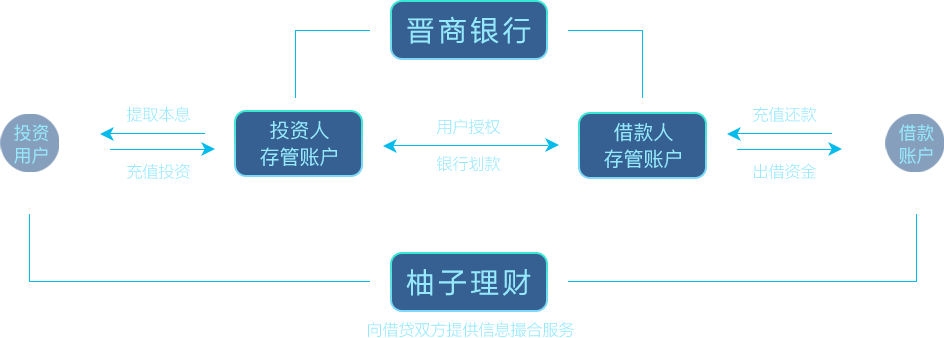 晋商银行
提取本息
用户授权
充值还款
投资
用户
投资人
存管账户
借款人
存管账户
借款
账户
充值投资
银行划款
出借资金
柚子理财
向借贷双方提供信息撮合服务